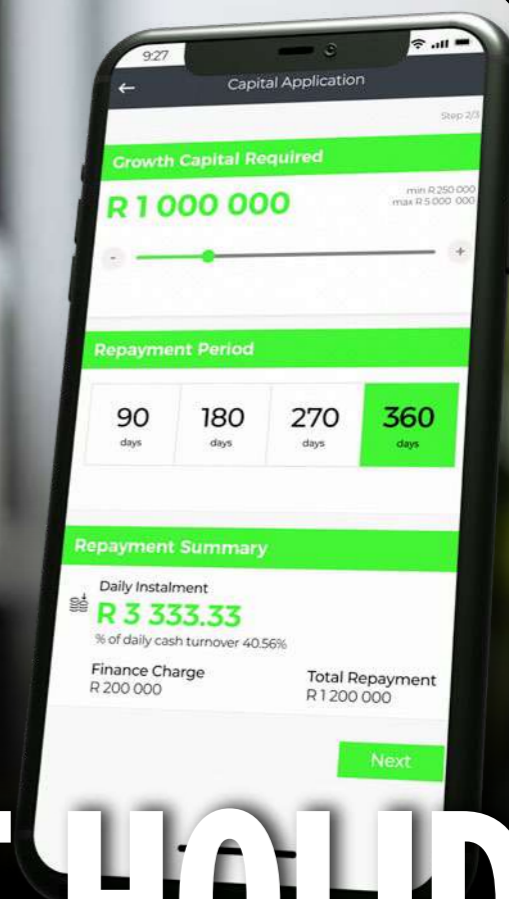 9:27
Capital Application
Step 2/3
Growth Capital Required
R 1 000 000
min R 250 000
max R 5 000 000
-
+
Repayment Period
90 180 270 360
days days days days
Repayment Summary
Daily Instalment
R 3 333.33
% of daily cash turnover 40.56%
Finance Charge Total Repayment
R 200 000 R 1 200 000
Next